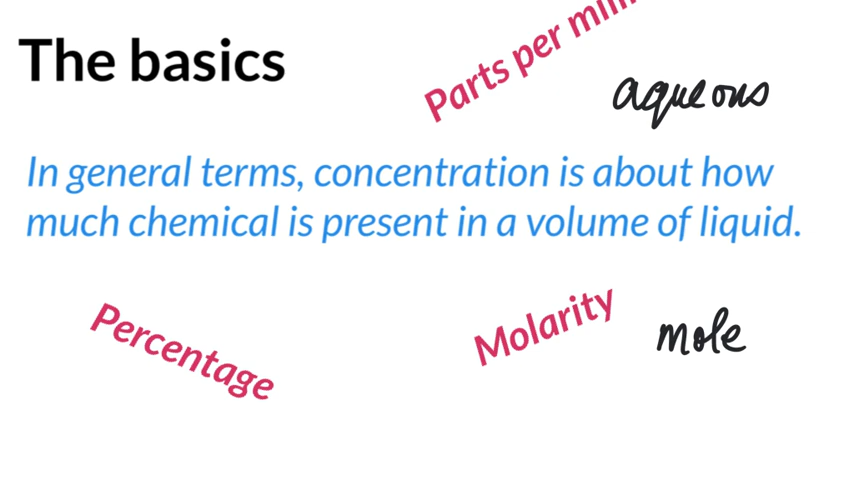 The basics
Parts per
aqueous
In general terms, concentration is about how
much chemical is present in a volume of liquid.
Percentage
Molarity
mole